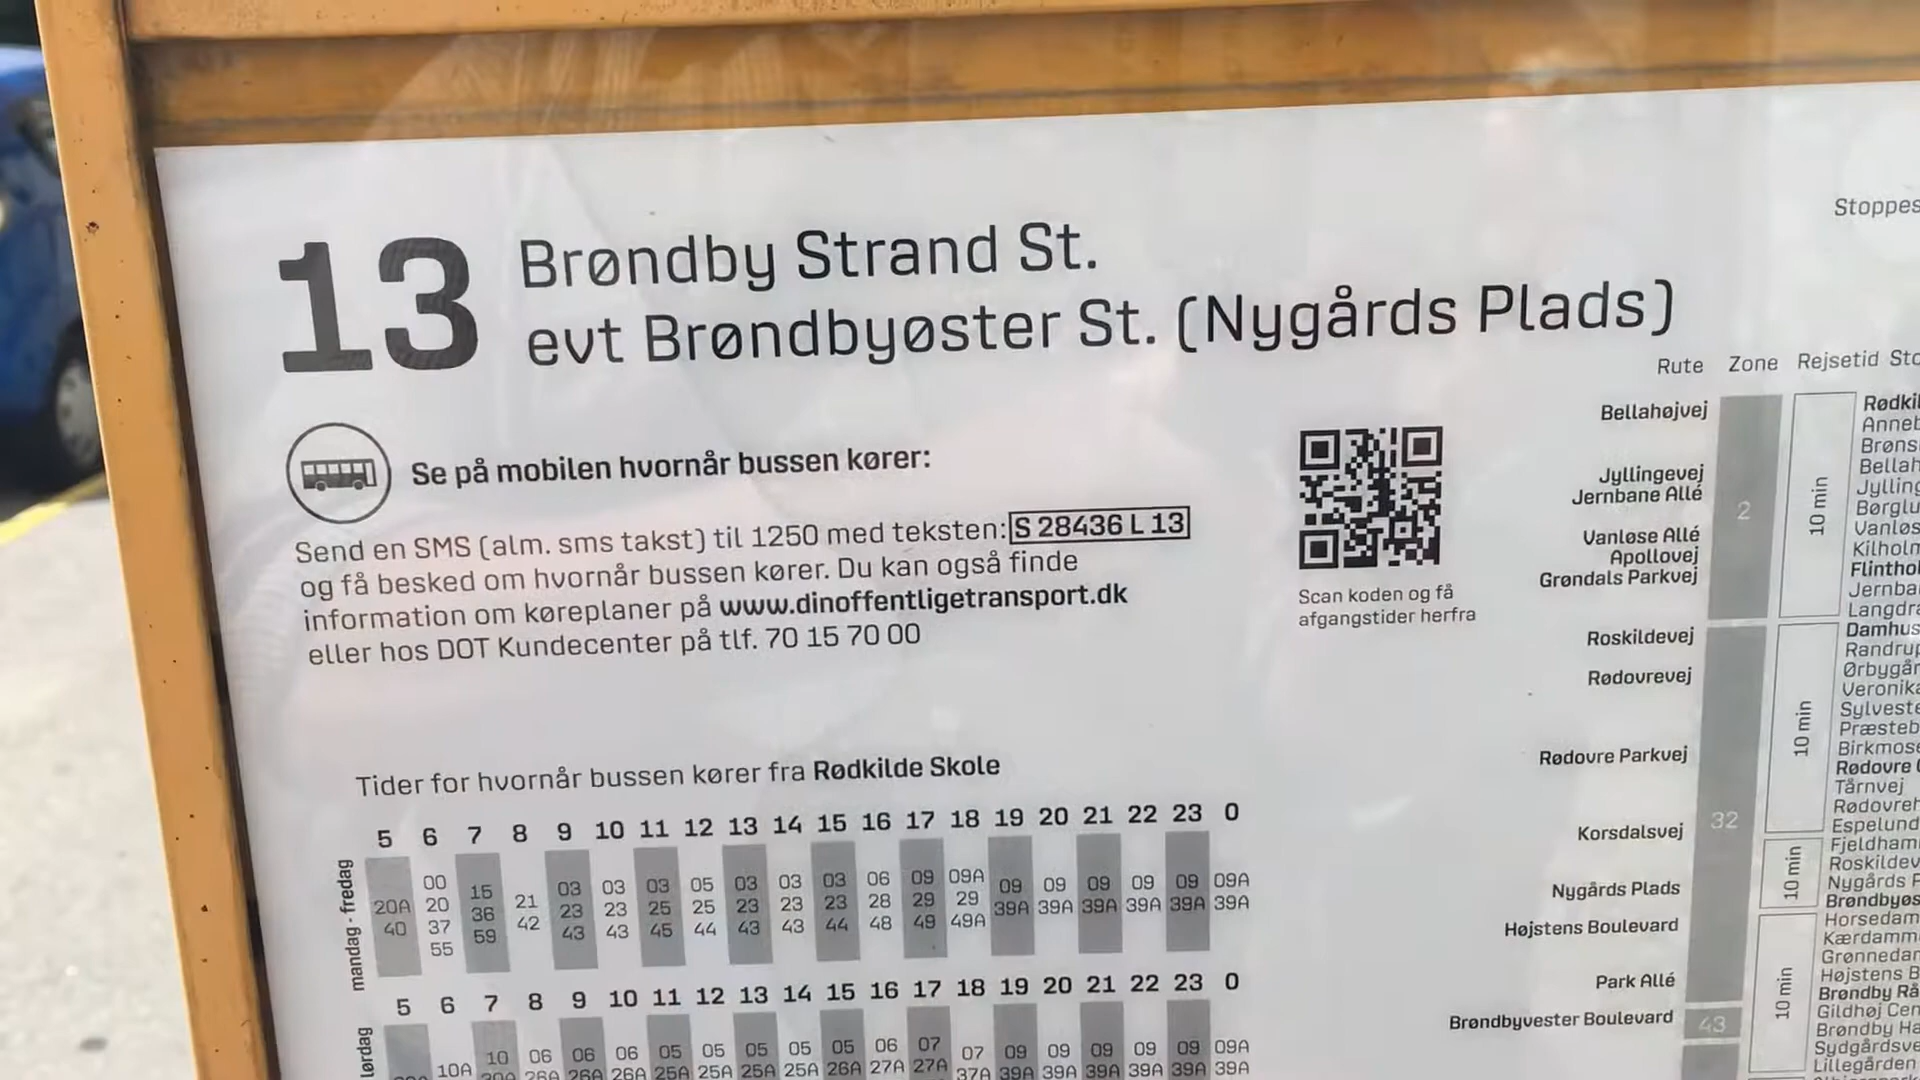 13
Brøndby Strand St.
evt Brøndbyøster St. (Nygårds Plads)
Se på mobilen hvornår bussen kører:
Send en SMS (alm. sms takst) til 1250 med teksten: S 28436 L 13
og få besked om hvornår bussen kører. Du kan også finde
information om køreplaner på www.dinoffentligetransport.dk
eller hos DOT Kundecenter på tlf. 70 15 70 00
Scan koden og få
afgangstider herfra
Tider for hvornår bussen kører fra Rødkilde Skole
5 6 7 8 9 10 11 12 13 14 15 16 17 18 19 20 21 22 23 0
mandag - fredag
20A 00 15 21 03 03 03 05 03 03 03 06 09 09A 09 09 09 09 09 09A
40 20 36 42 23 23 25 25 23 23 23 28 29 29 39A 39A 39A 39A 39A 39A
37 59 43 43 45 44 43 43 44 48 49 49A
55
5 6 7 8 9 10 11 12 13 14 15 16 17 18 19 20 21 22 23 0
lørdag
10A 10 06 06 06 05 05 05 05 05 06 07 07 09 09 09 09 09 09A
26A 26A 26A 25A 25A 25A 25A 26A 27A 27A 37A 39A 39A 39A 39A 39A 39A
Stoppes
Rute Zone Rejsetid Sto
Bellahøjvej
Jyllingevej
Jernbane Allé
Vanløse Allé
Apollovej
Grøndals Parkvej
Roskildevej
Rødovrevej
Rødovre Parkvej
Korsdalsvej
Nygårds Plads
Højstens Boulevard
Park Allé
Brøndbyvester Boulevard
2
32
43
10 min
10 min
10 min
10 min
Rødkil
Anneb
Brøns
Bellah
Jylling
Børglu
Vanløs
Kilholm
Flinthol
Jernba
Langdra
Damhus
Randrup
Ørbygår
Veronika
Sylveste
Præsteb
Birkmose
Rødovre C
Tårnvej
Rødovreh
Espelund
Fjeldham
Roskildev
Nygårds P
Brøndbyøs
Horsedam
Kærdamm
Grønnedan
Højstens B
Brøndby Rå
Gildhøj Cen
Brøndby Ha
Sydgårdsve
Lillegården